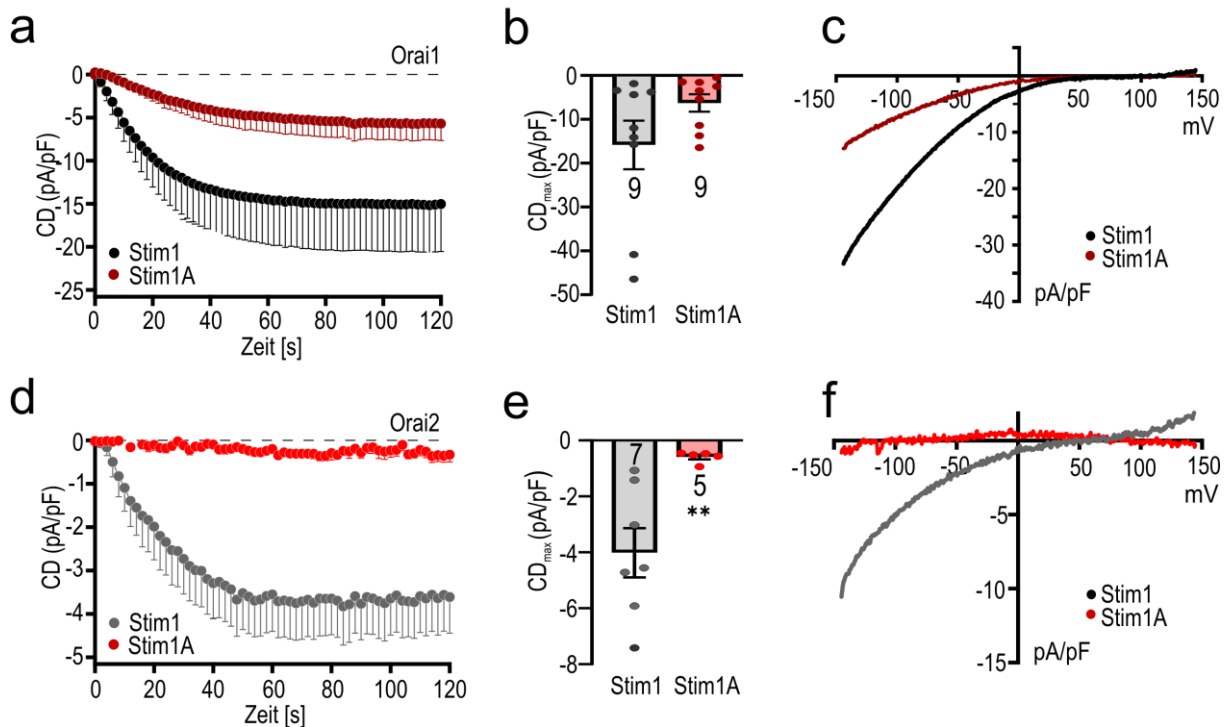 a
Orai1
0
-5
-10
-15
-20
-25
CD (pA/pF)
Stim1
Stim1A
0 20 40 60 80 100 120
Zeit [s]
b
0
-10
-20
-30
-40
-50
CDmax (pA/pF)
9 9
Stim1 Stim1A
c
-150 -100 -50 0 50 100 150
mV
-10
-20
-30
-40
Stim1
Stim1A
pA/pF
d
Orai2
0
-1
-2
-3
-4
-5
CD (pA/pF)
Stim1
Stim1A
0 20 40 60 80 100 120
Zeit [s]
e
0
-2
-4
-6
-8
CDmax (pA/pF)
7
5
**
Stim1 Stim1A
f
-150 -100 -50 0 50 100 150
mV
-5
-10
-15
Stim1
Stim1A
pA/pF